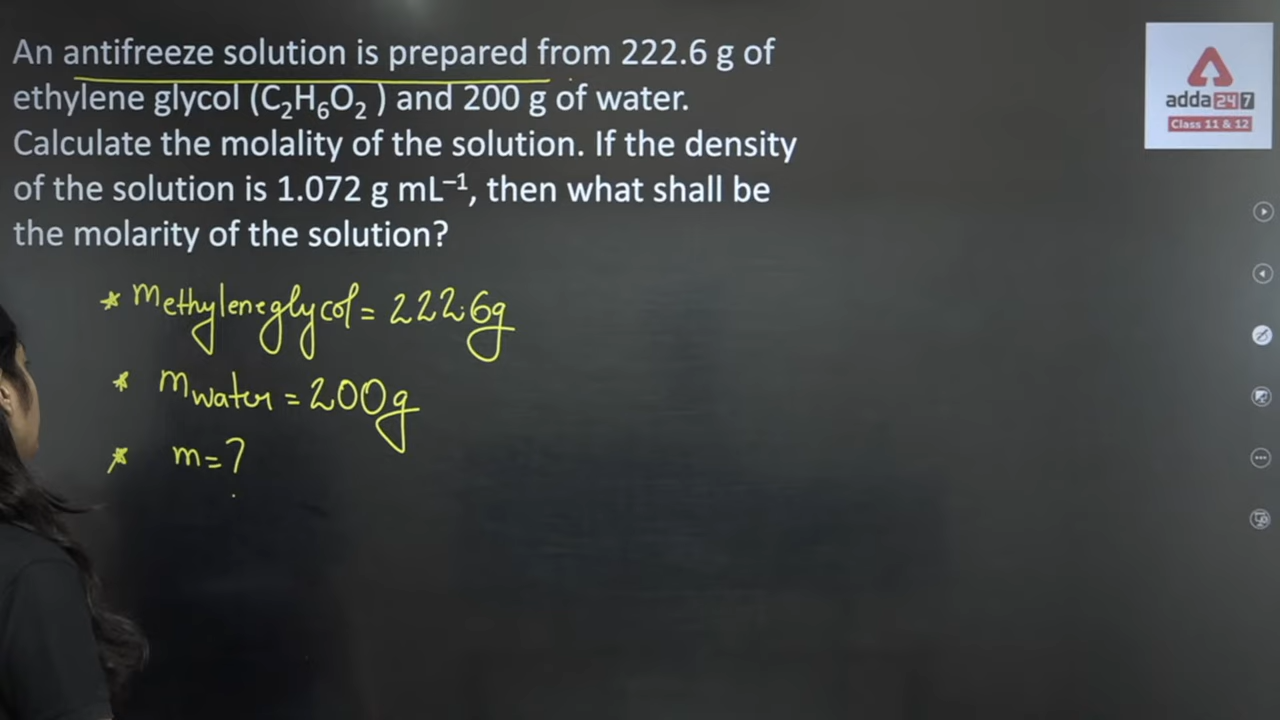 An antifreeze solution is prepared from 222.6 g of
ethylene glycol (C₂H₆O₂ ) and 200 g of water.
Calculate the molality of the solution. If the density
of the solution is 1.072 g mL⁻¹, then what shall be
the molarity of the solution?
adda247
Class 11 & 12
* methyleneglycol = 222.6g
* mwater = 200g
* m = ?